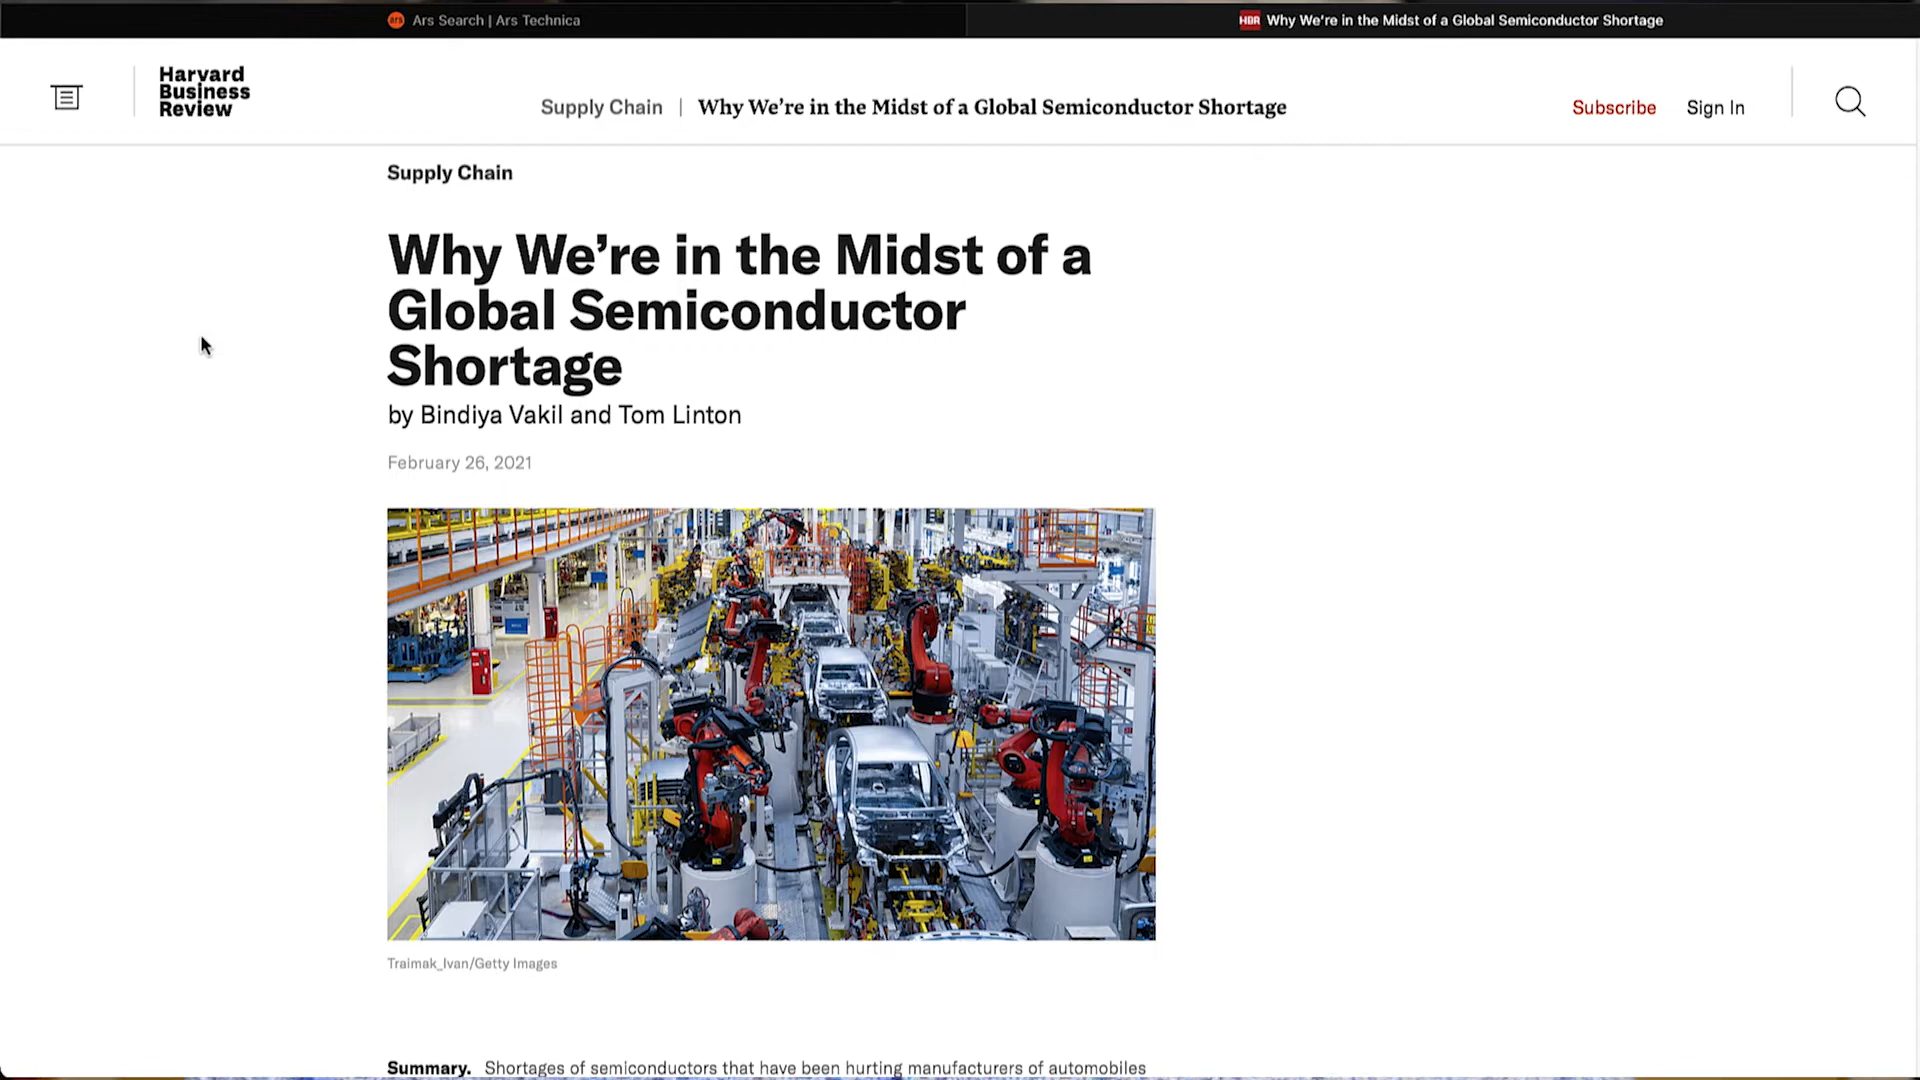 Ars Search | Ars Technica
HBR Why We're in the Midst of a Global Semiconductor Shortage
Harvard
Business
Review
Supply Chain | Why We're in the Midst of a Global Semiconductor Shortage
Subscribe
Sign In
Supply Chain
Why We're in the Midst of a
Global Semiconductor
Shortage
by Bindiya Vakil and Tom Linton
February 26, 2021
Traimak_Ivan/Getty Images
Summary. Shortages of semiconductors that have been hurting manufacturers of automobiles